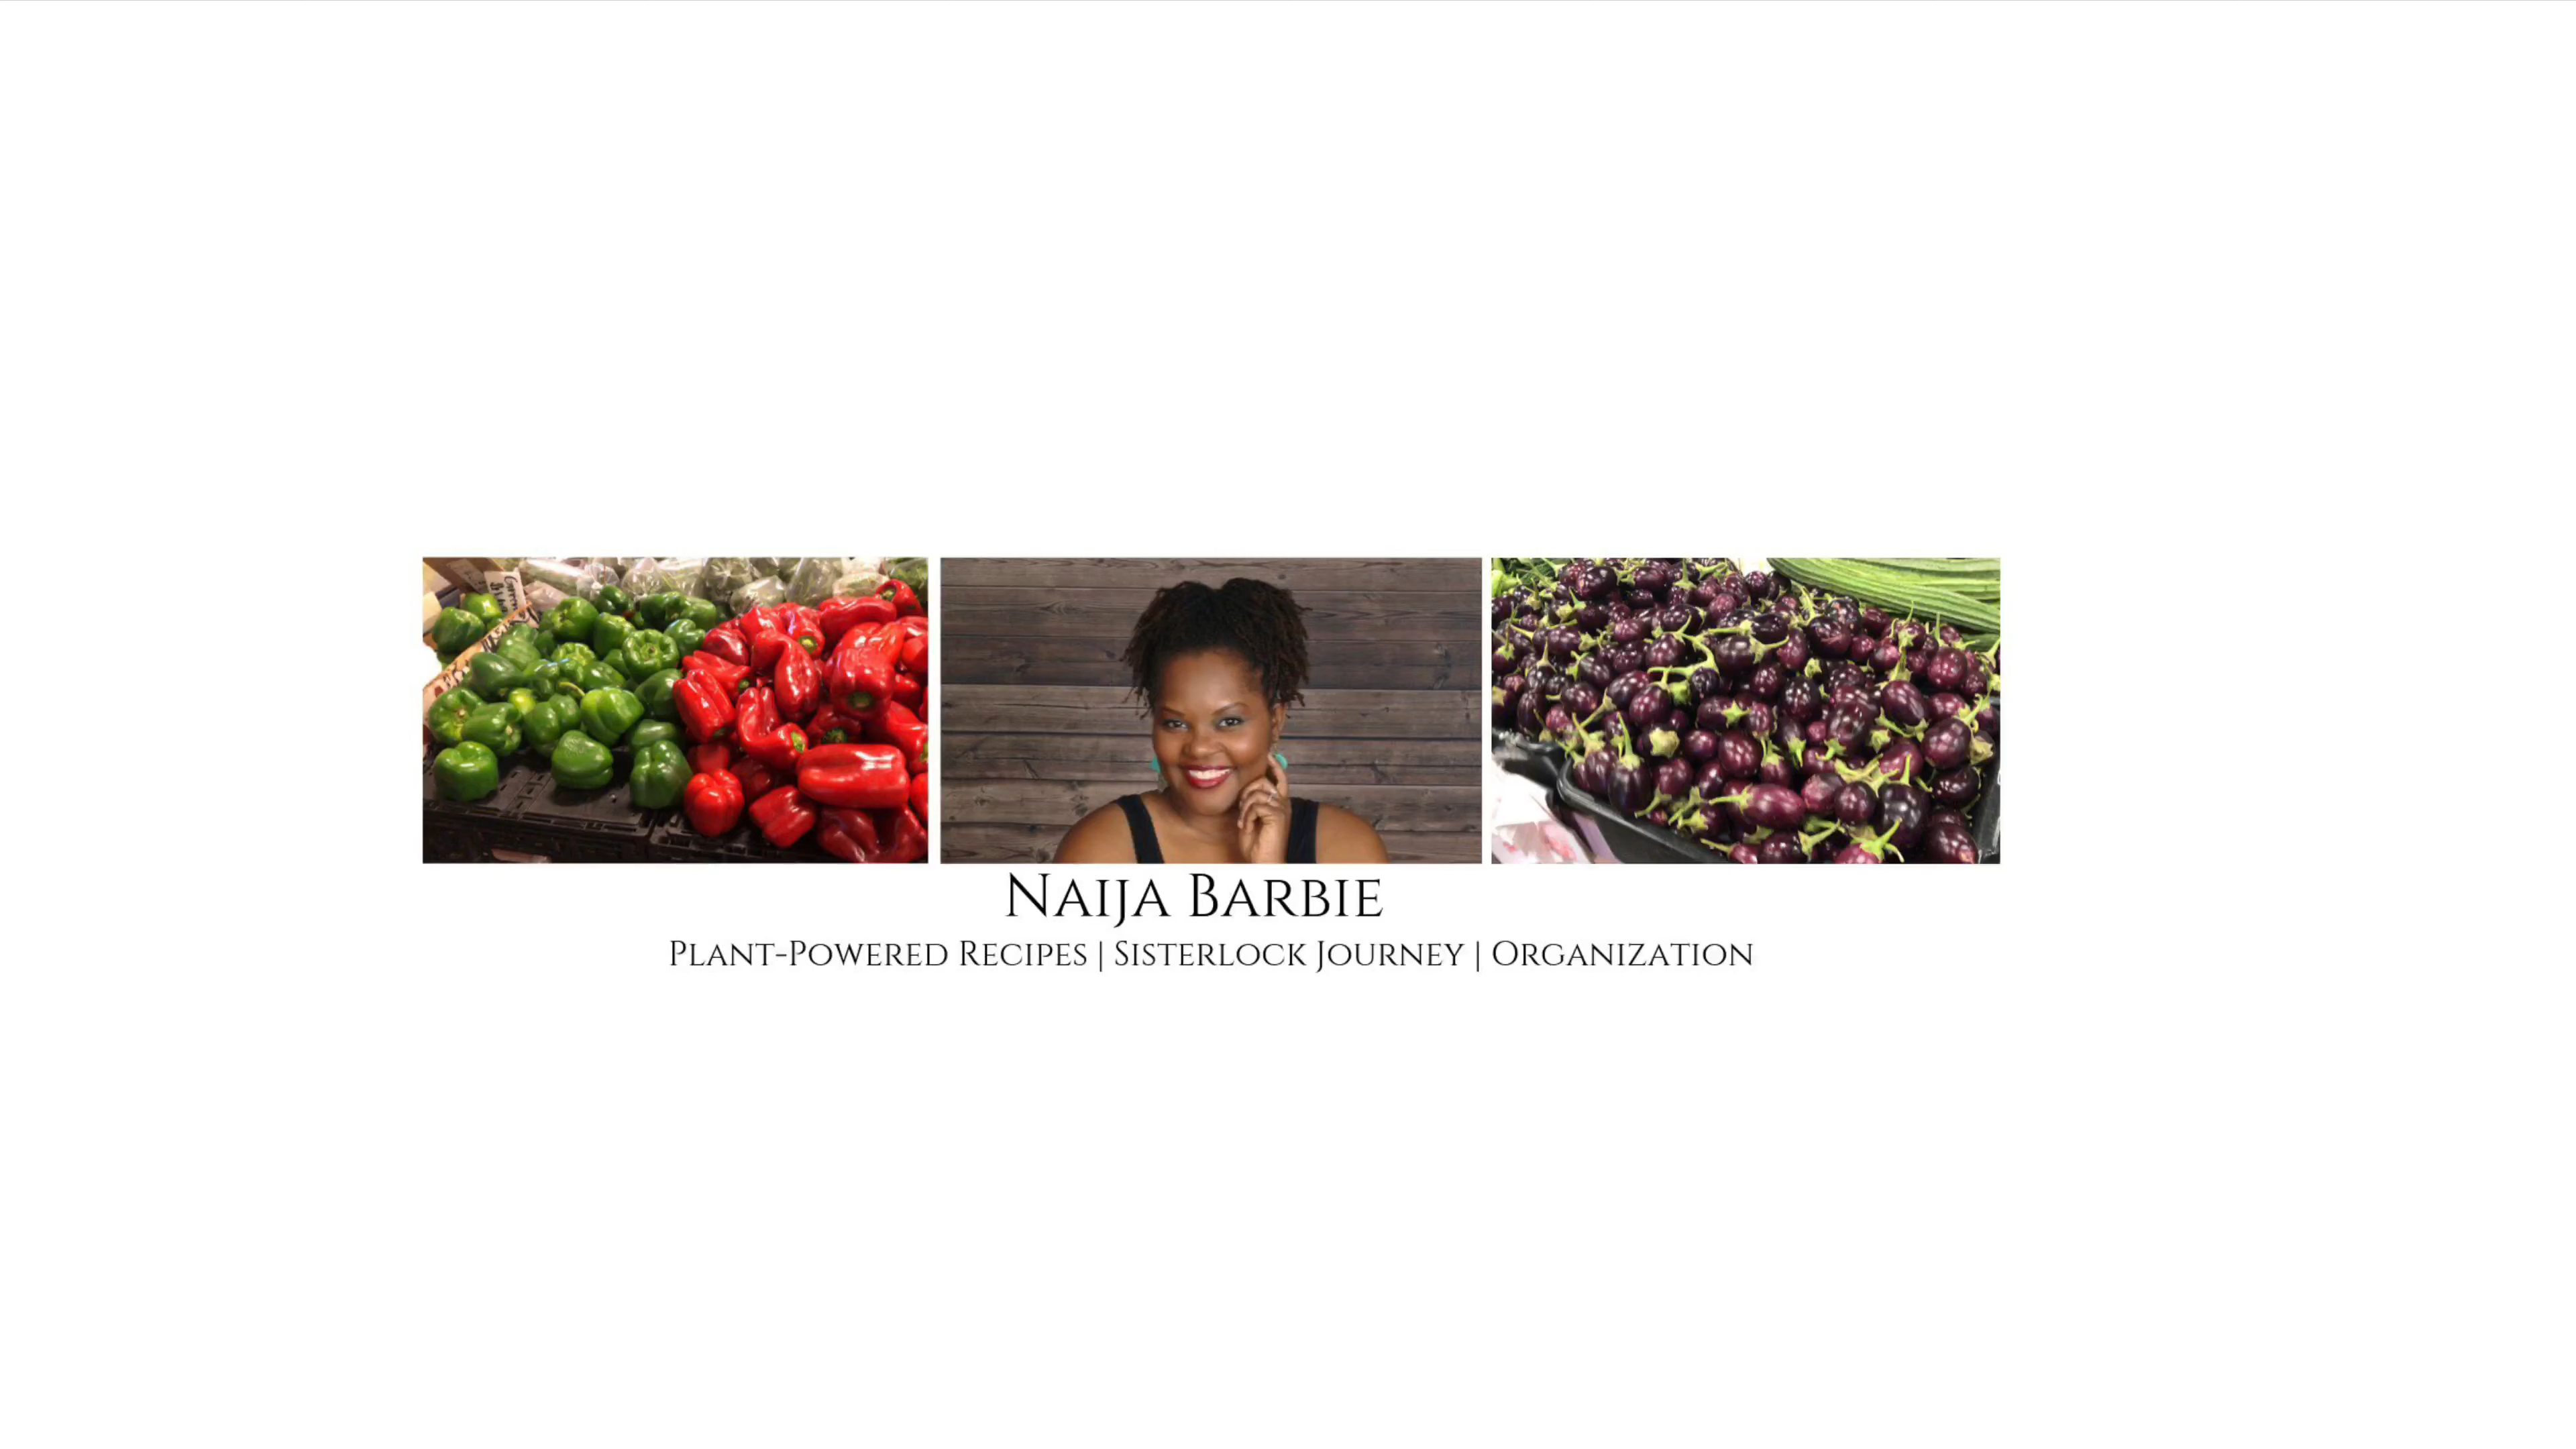 Naija Barbie
Plant-Powered Recipes | Sisterlock Journey | Organization